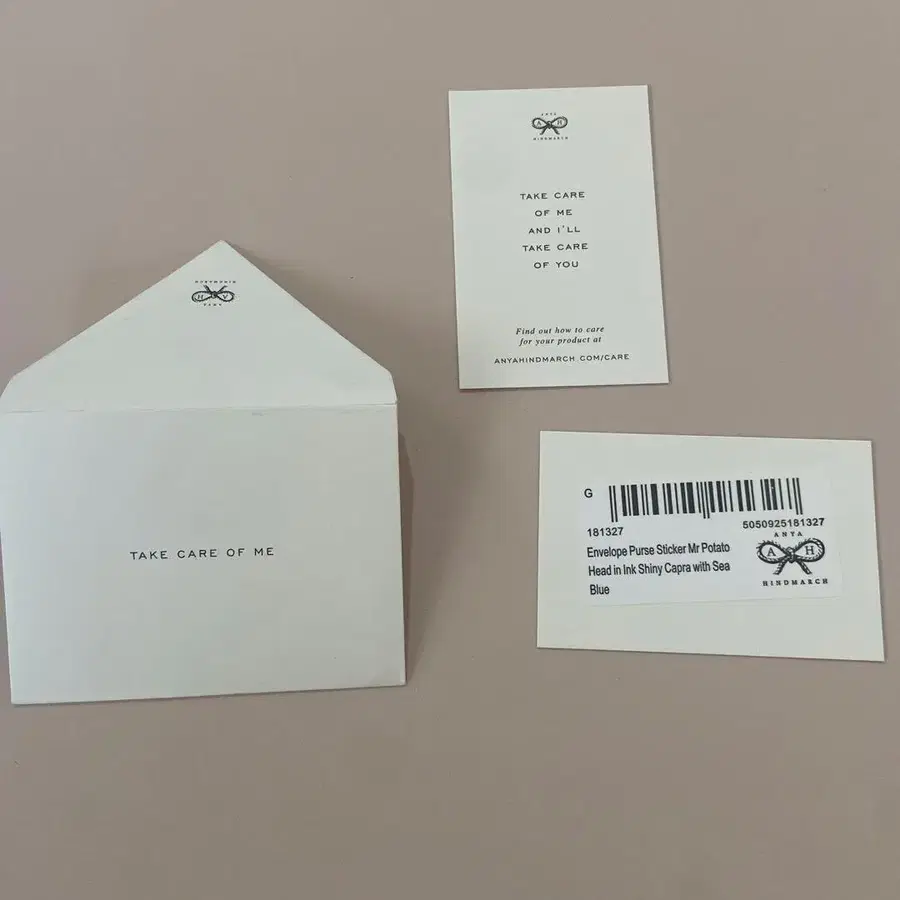 ANYA
A H
HINDMARCH
TAKE CARE OF ME
ANYA
A H
HINDMARCH
TAKE CARE
OF ME
AND I'LL
TAKE CARE
OF YOU
Find out how to care
for your product at
ANYAHINDMARCH.COM/CARE
G
181327
5050925181327
Envelope Purse Sticker Mr Potato
Head in Ink Shiny Capra with Sea
Blue
ANYA
A H
HINDMARCH